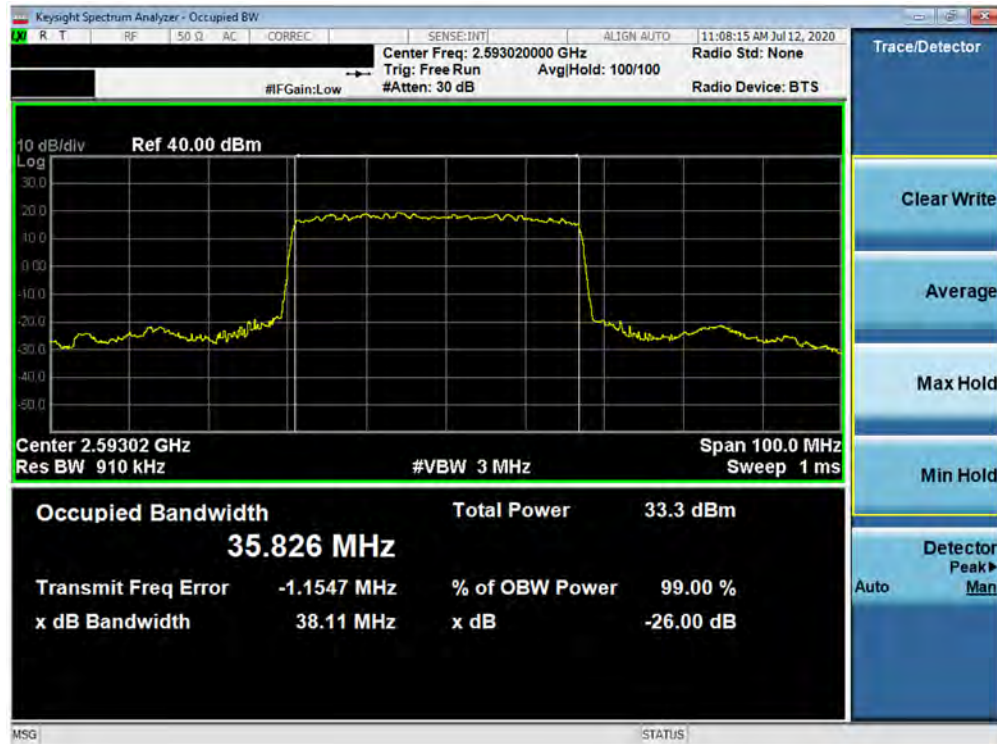 Keysight Spectrum Analyzer - Occupied BW
LXI R T RF 50 Ω AC CORREC SENSE:INT ALIGN AUTO 11:08:15 AM Jul 12, 2020
Center Freq: 2.593020000 GHz Radio Std: None
Trig: Free Run Avg|Hold: 100/100
#IFGain:Low #Atten: 30 dB Radio Device: BTS
10 dB/div Ref 40.00 dBm
Log
30.0
20.0
10.0
0.00
-10.0
-20.0
-30.0
-40.0
-50.0
Center 2.59302 GHz Span 100.0 MHz
Res BW 910 kHz #VBW 3 MHz Sweep 1 ms
Occupied Bandwidth Total Power 33.3 dBm
35.826 MHz
Transmit Freq Error -1.1547 MHz % of OBW Power 99.00 %
x dB Bandwidth 38.11 MHz x dB -26.00 dB
MSG STATUS
Trace/Detector
Clear Write
Average
Max Hold
Min Hold
Detector
Peak▶
Auto Man